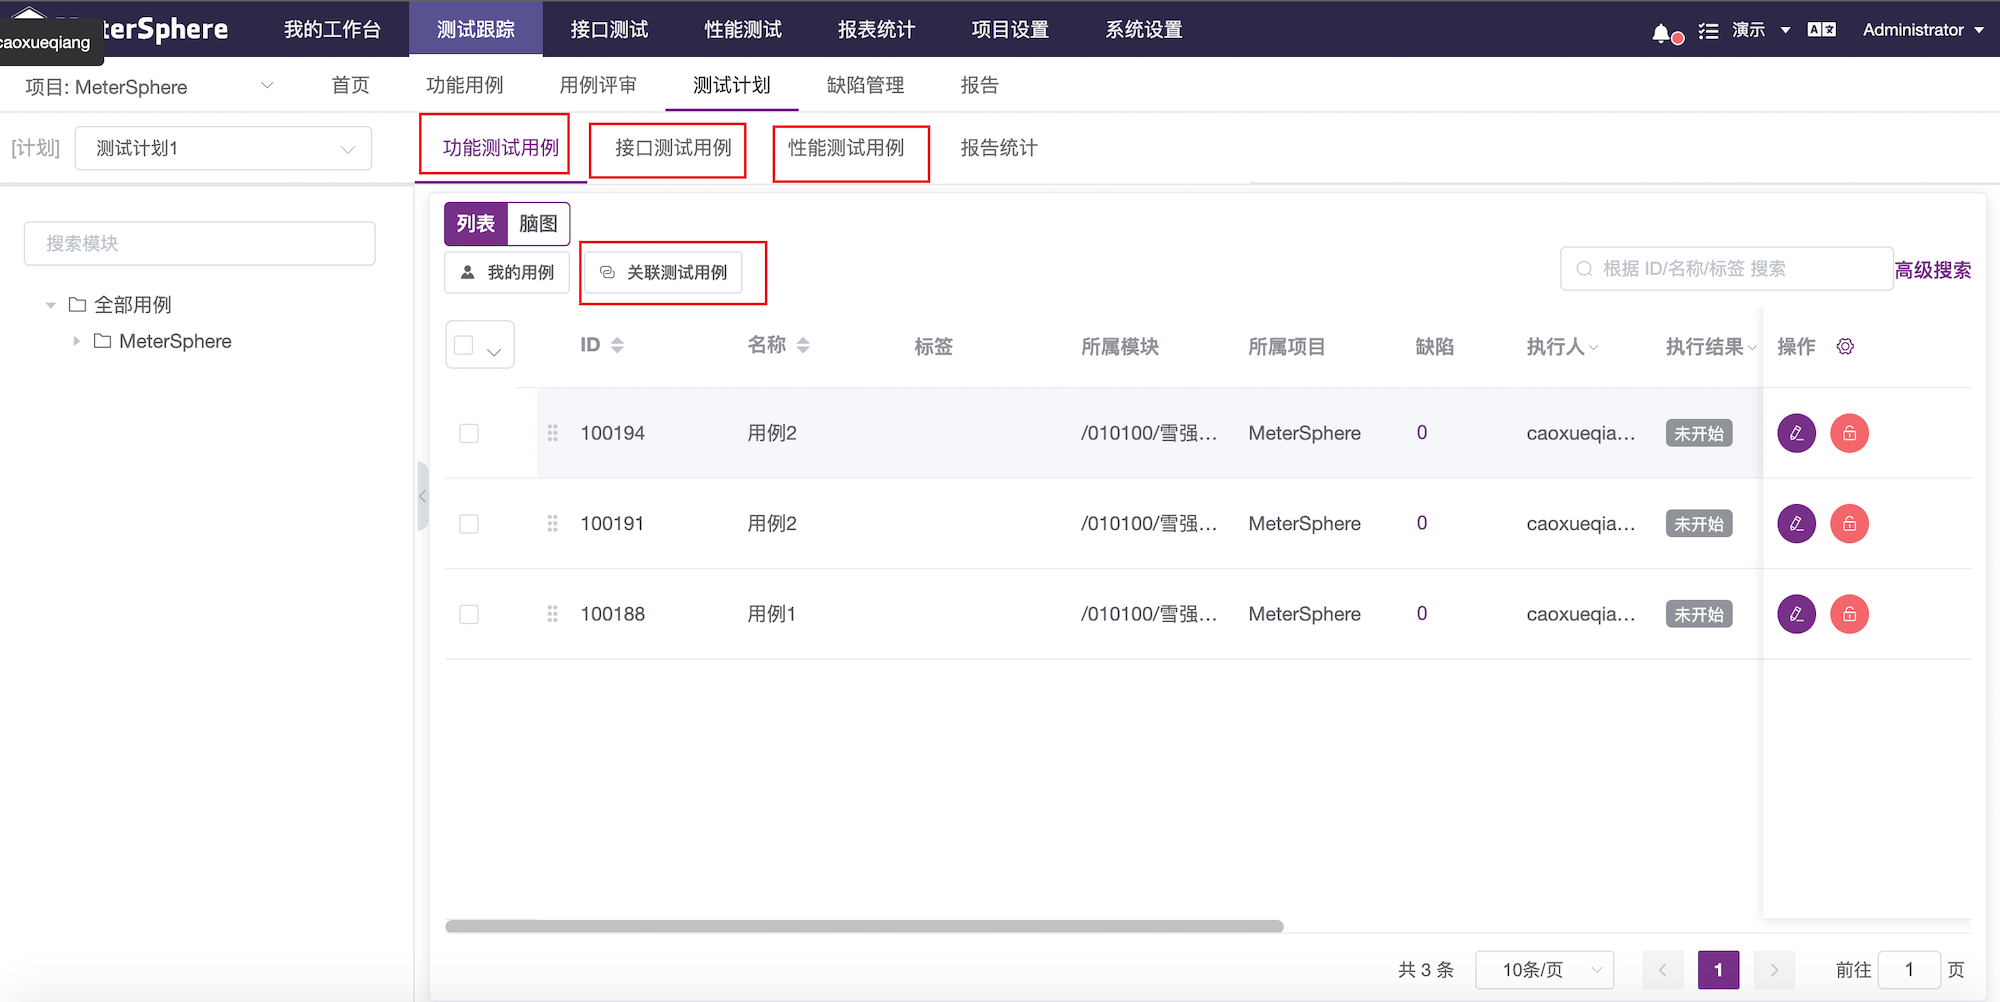 terSphere 我的工作台 测试跟踪 接口测试 性能测试 报表统计 项目设置 系统设置 演示 Administrator
caoxueqiang
项目: MeterSphere 首页 功能用例 用例评审 测试计划 缺陷管理 报告
[计划] 测试计划1 功能测试用例 接口测试用例 性能测试用例 报告统计
列表 脑图
搜索模块
我的用例 关联测试用例 根据 ID/名称/标签 搜索 高级搜索
全部用例
MeterSphere
ID 名称 标签 所属模块 所属项目 缺陷 执行人 执行结果 操作
100194 用例2 /010100/雪强... MeterSphere 0 caoxueqia... 未开始
100191 用例2 /010100/雪强... MeterSphere 0 caoxueqia... 未开始
100188 用例1 /010100/雪强... MeterSphere 0 caoxueqia... 未开始
共 3 条 10条/页 1 前往 1 页